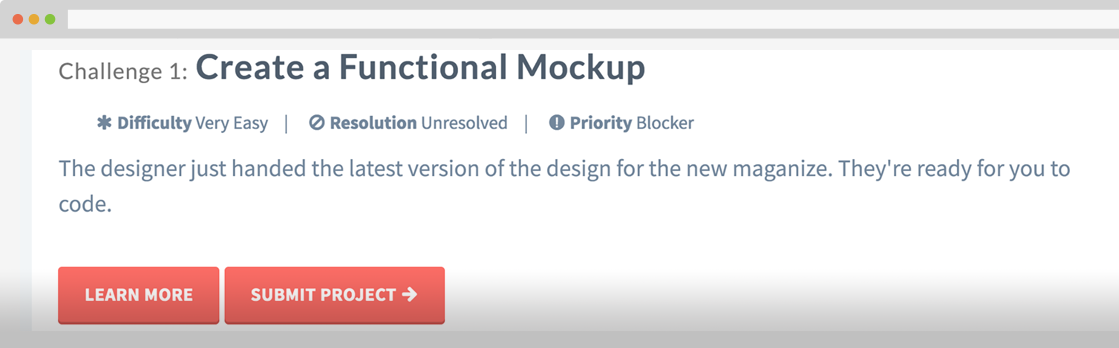 Challenge 1: Create a Functional Mockup
Difficulty Very Easy | Resolution Unresolved | Priority Blocker
The designer just handed the latest version of the design for the new maganize. They're ready for you to
code.
LEARN MORE SUBMIT PROJECT →